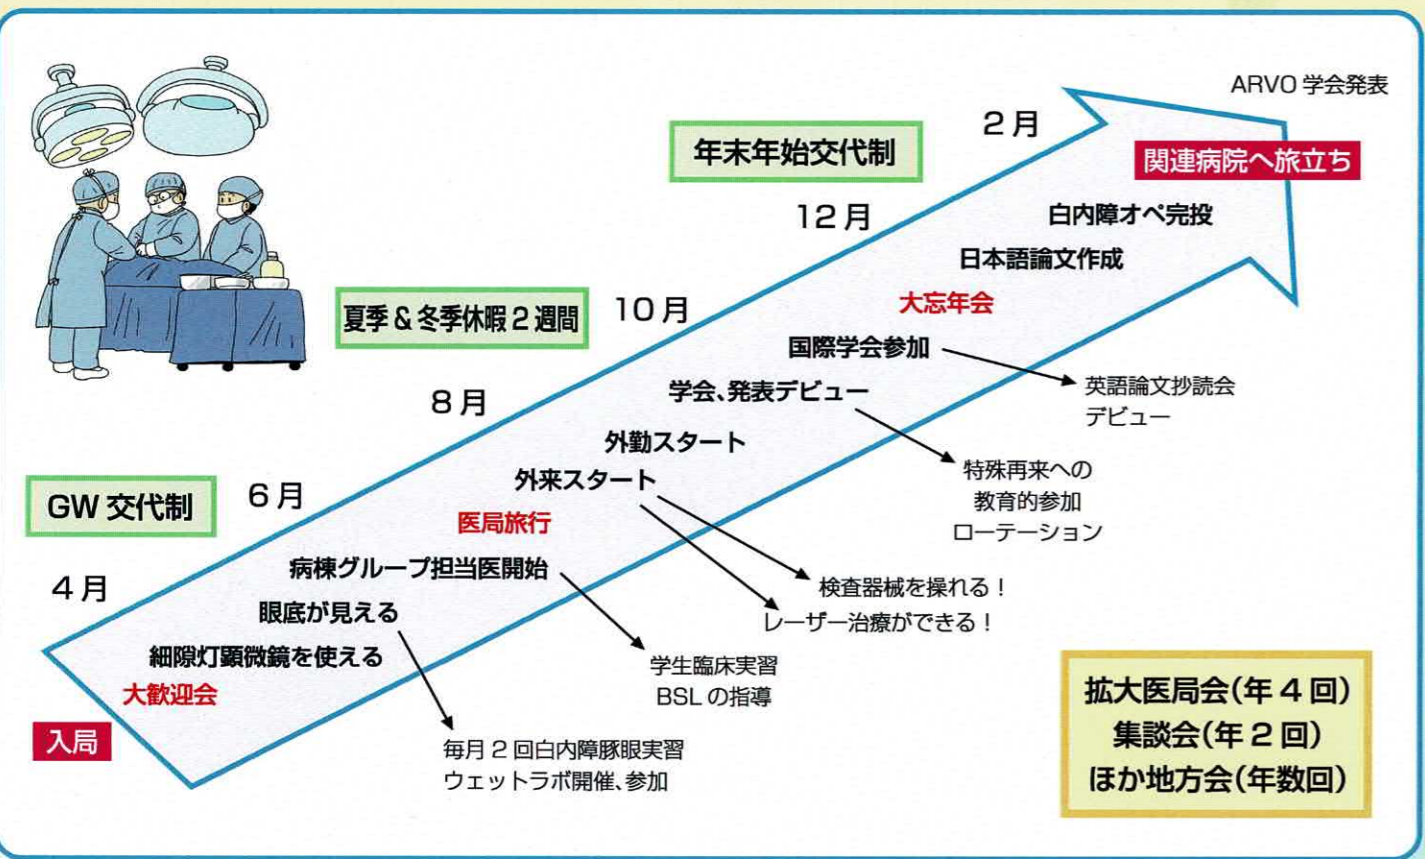 ARVO 学会発表
2月
年末年始交代制
関連病院へ旅立ち
12月
白内障オペ完投
日本語論文作成
夏季 & 冬季休暇 2 週間
10月
大忘年会
国際学会参加
英語論文抄読会
デビュー
8月
学会、発表デビュー
外勤スタート
特殊再来への
教育的参加
ローテーション
GW 交代制
6月
外来スタート
医局旅行
検査器械を操れる！
レーザー治療ができる！
4月
病棟グループ担当医開始
眼底が見える
学生臨床実習
BSL の指導
細隙灯顕微鏡を使える
大歓迎会
入局
毎月 2 回白内障豚眼実習
ウェットラボ開催、参加
拡大医局会(年 4 回)
集談会(年 2 回)
ほか地方会(年数回)